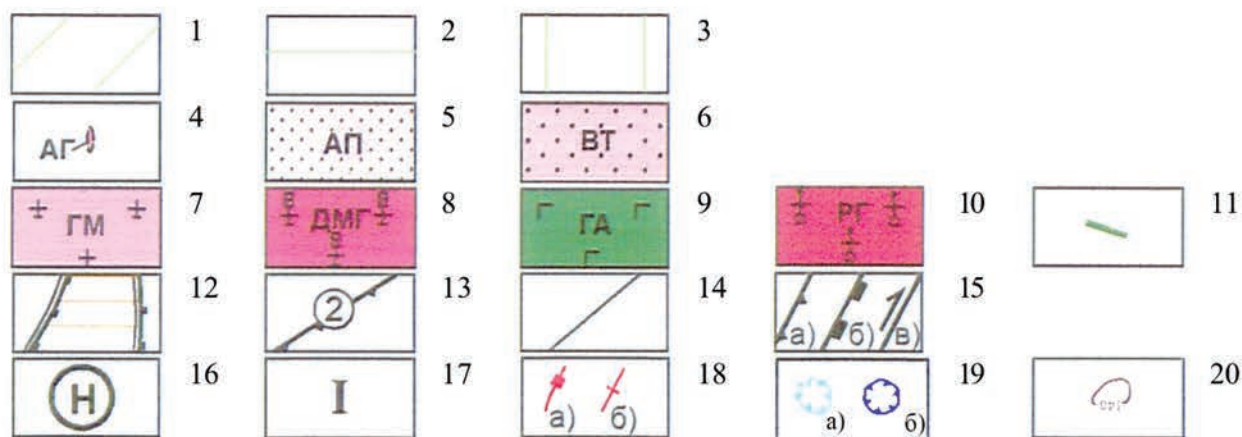 1 2 3
АГ 4 АП 5 ВТ 6
ГМ 7 ДМГ 8 ГА 9 РГ 10 11
12 2 13 14 а) б) в) 15
Н 16 I 17 а) б) 18 а) б) 19 20